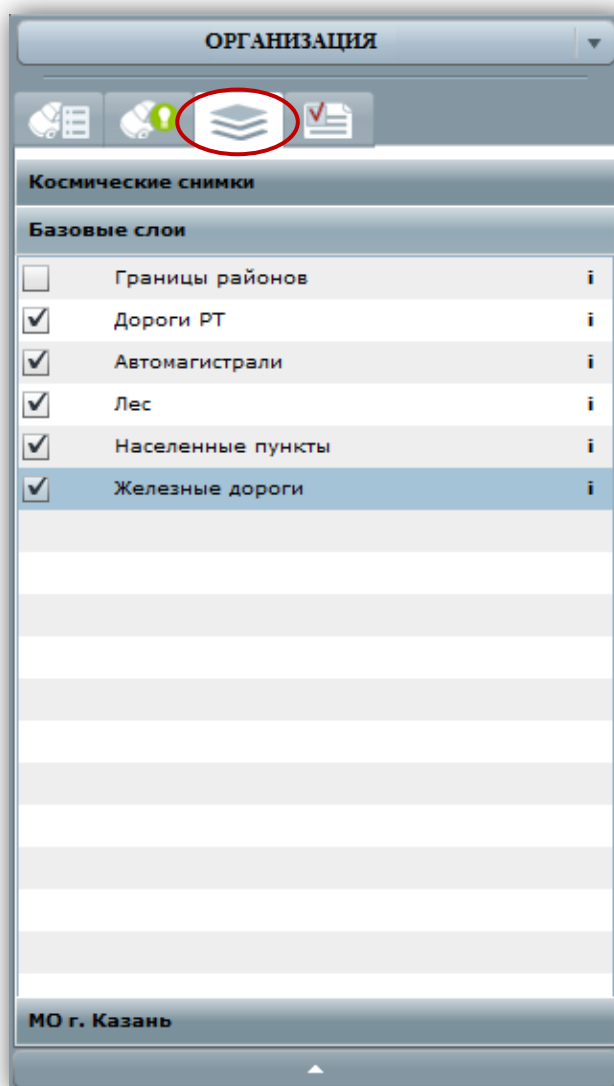 ОРГАНИЗАЦИЯ
Космические снимки
Базовые слои
Границы районов i
Дороги РТ i
Автомагистрали i
Лес i
Населенные пункты i
Железные дороги i
МО г. Казань